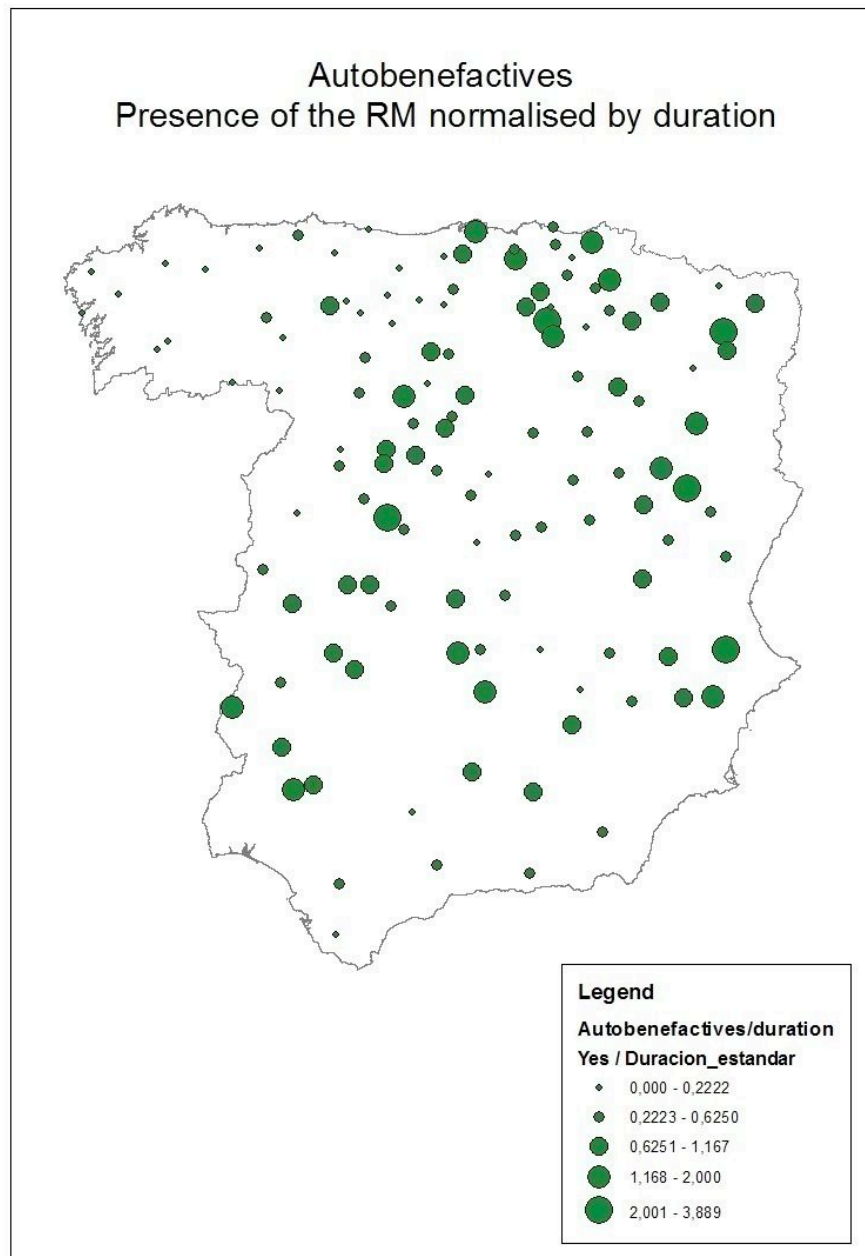 Autobenefactives
Presence of the RM normalised by duration
Legend
Autobenefactives/duration
Yes / Duracion_estandar
0,000 - 0,2222
0,2223 - 0,6250
0,6251 - 1,167
1,168 - 2,000
2,001 - 3,889